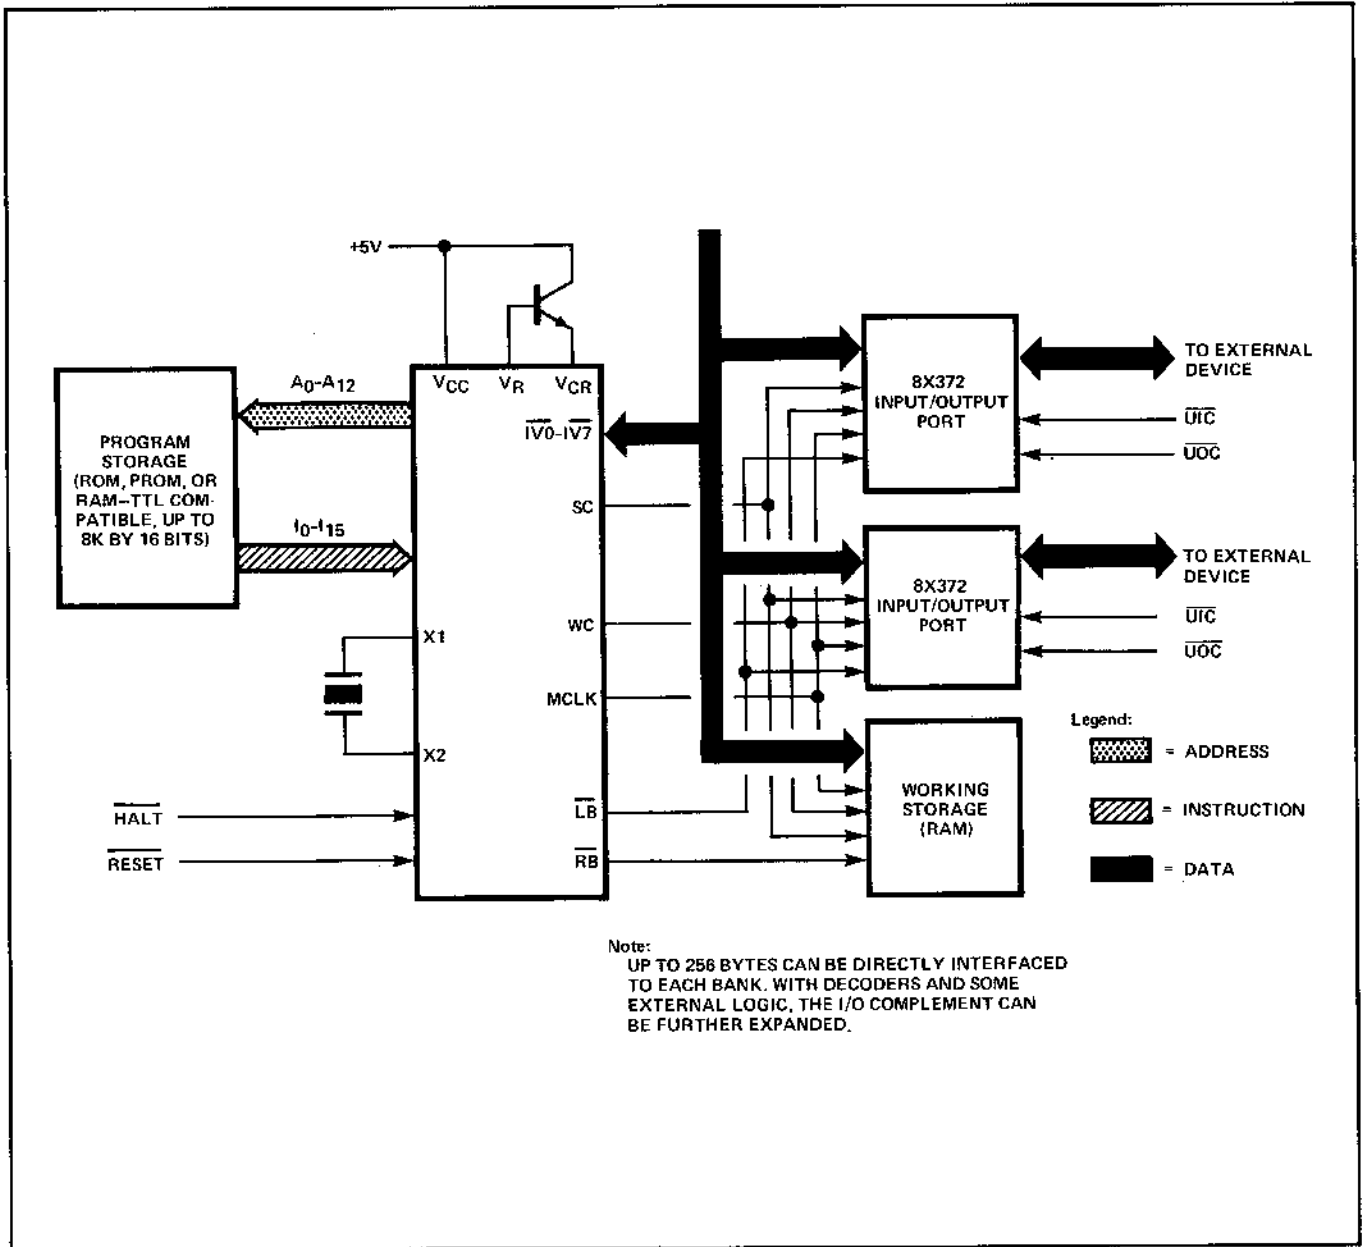 +5V
VCC
VR
VCR
A0-A12
PROGRAM
STORAGE
(ROM, PROM, OR
RAM–TTL COM-
PATIBLE, UP TO
8K BY 16 BITS)
I0-I15
IV0-IV7
SC
WC
MCLK
LB
RB
X1
X2
HALT
RESET
8X372
INPUT/OUTPUT
PORT
TO EXTERNAL
DEVICE
UIC
UOC
8X372
INPUT/OUTPUT
PORT
TO EXTERNAL
DEVICE
UIC
UOC
WORKING
STORAGE
(RAM)
Legend:
= ADDRESS
= INSTRUCTION
= DATA
Note:
UP TO 256 BYTES CAN BE DIRECTLY INTERFACED
TO EACH BANK. WITH DECODERS AND SOME
EXTERNAL LOGIC, THE I/O COMPLEMENT CAN
BE FURTHER EXPANDED.